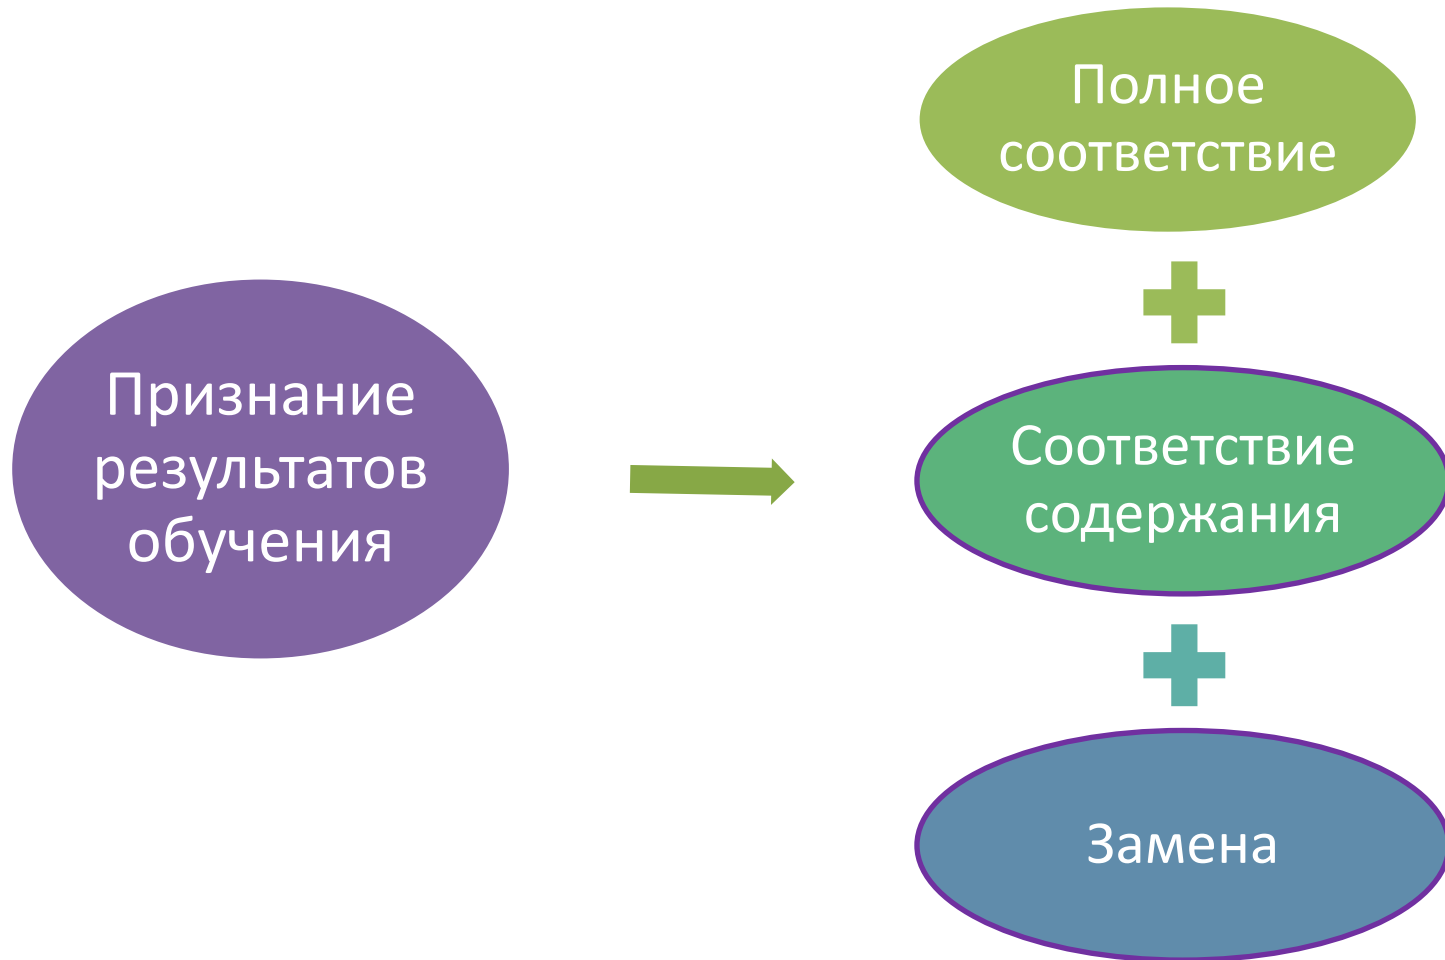 Признание
результатов
обучения
Полное
соответствие
Соответствие
содержания
Замена